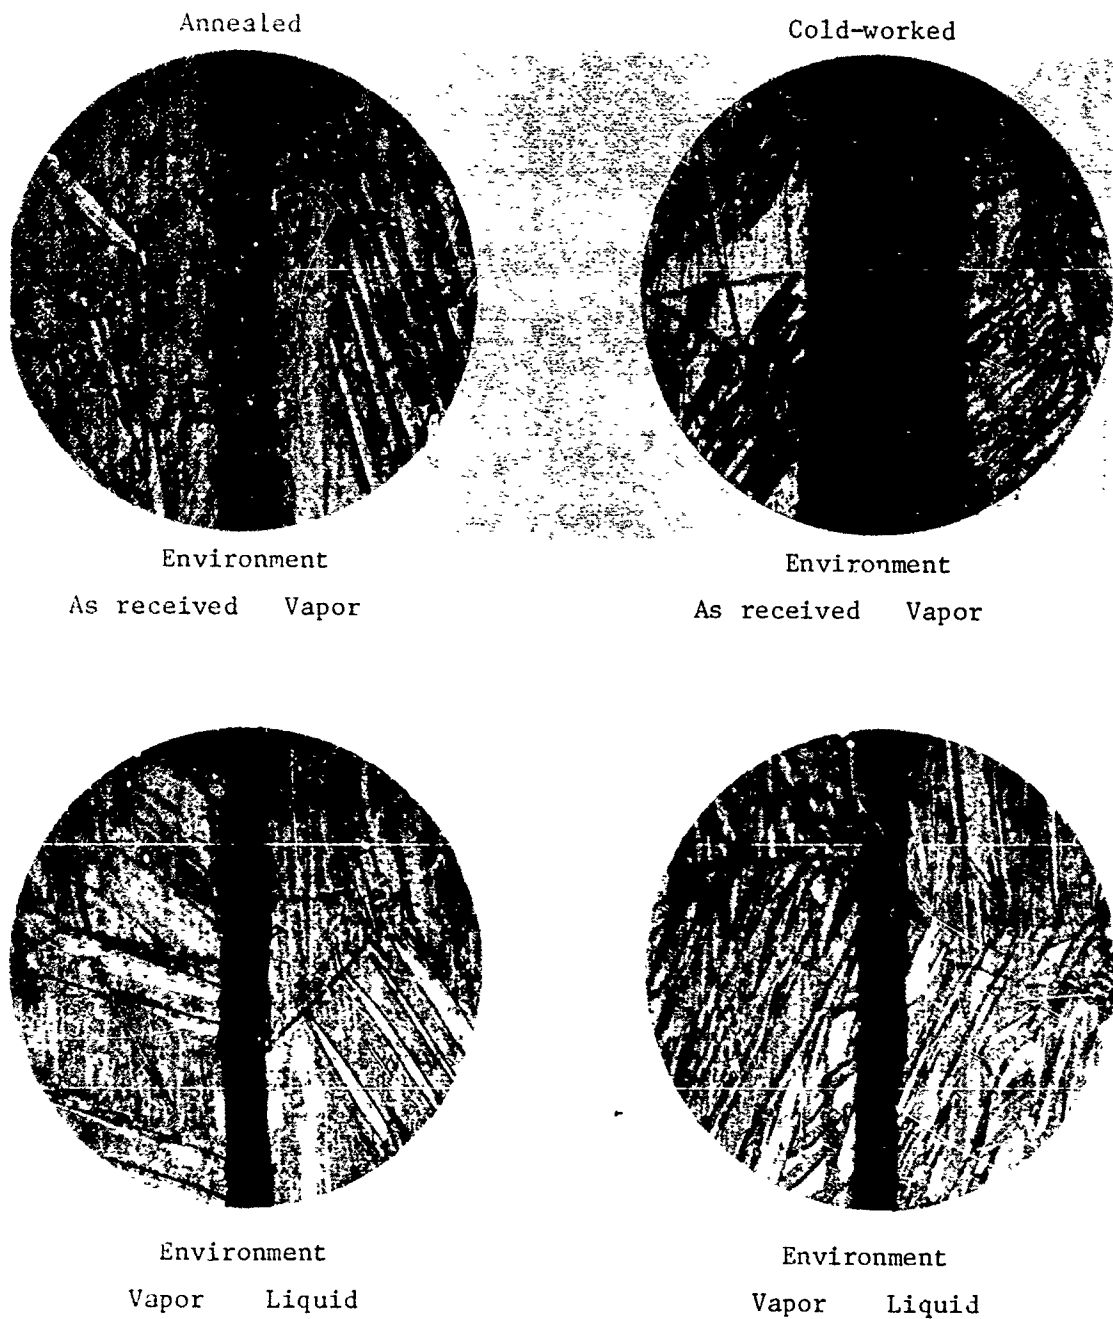 Annealed
Cold-worked
Environment
As received Vapor
Environment
As received Vapor
Environment
Vapor Liquid
Environment
Vapor Liquid